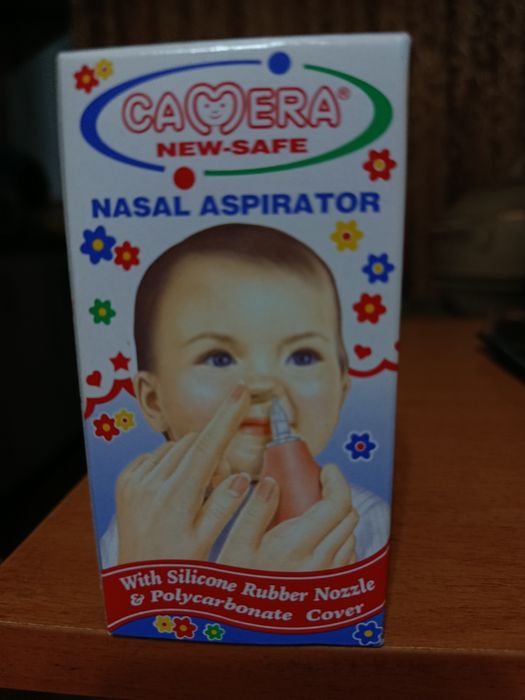 CAMERA®
NEW-SAFE
NASAL ASPIRATOR
With Silicone Rubber Nozzle
& Polycarbonate Cover